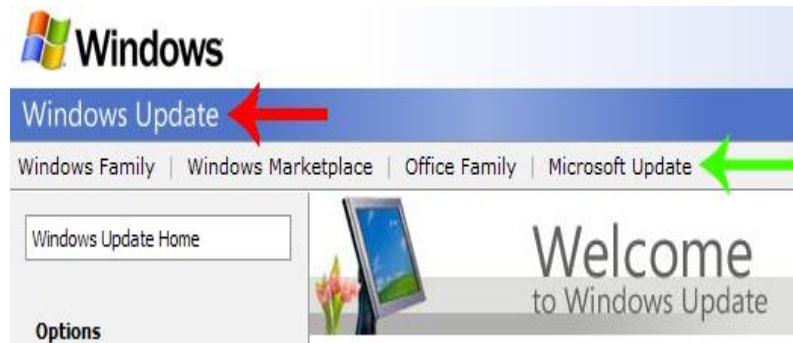 Windows
Windows Update
Windows Family | Windows Marketplace | Office Family | Microsoft Update
Windows Update Home
Welcome
to Windows Update
Options